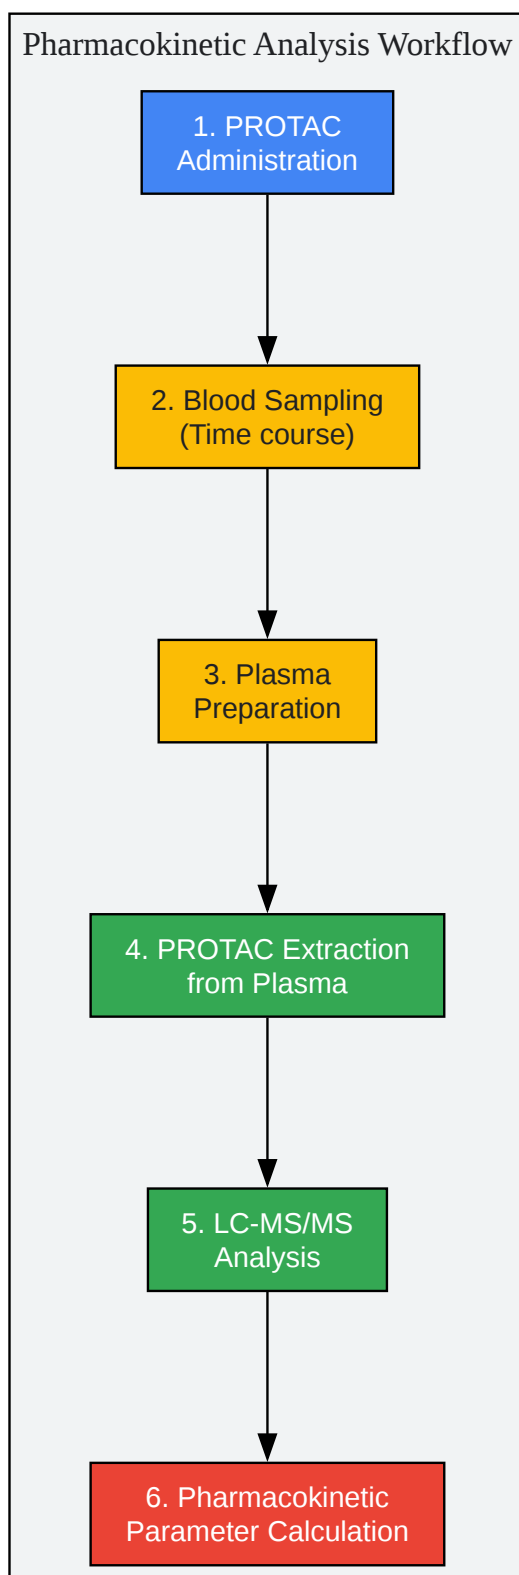 Pharmacokinetic Analysis Workflow
1. PROTAC
Administration
2. Blood Sampling
(Time course)
3. Plasma
Preparation
4. PROTAC Extraction
from Plasma
5. LC-MS/MS
Analysis
6. Pharmacokinetic
Parameter Calculation